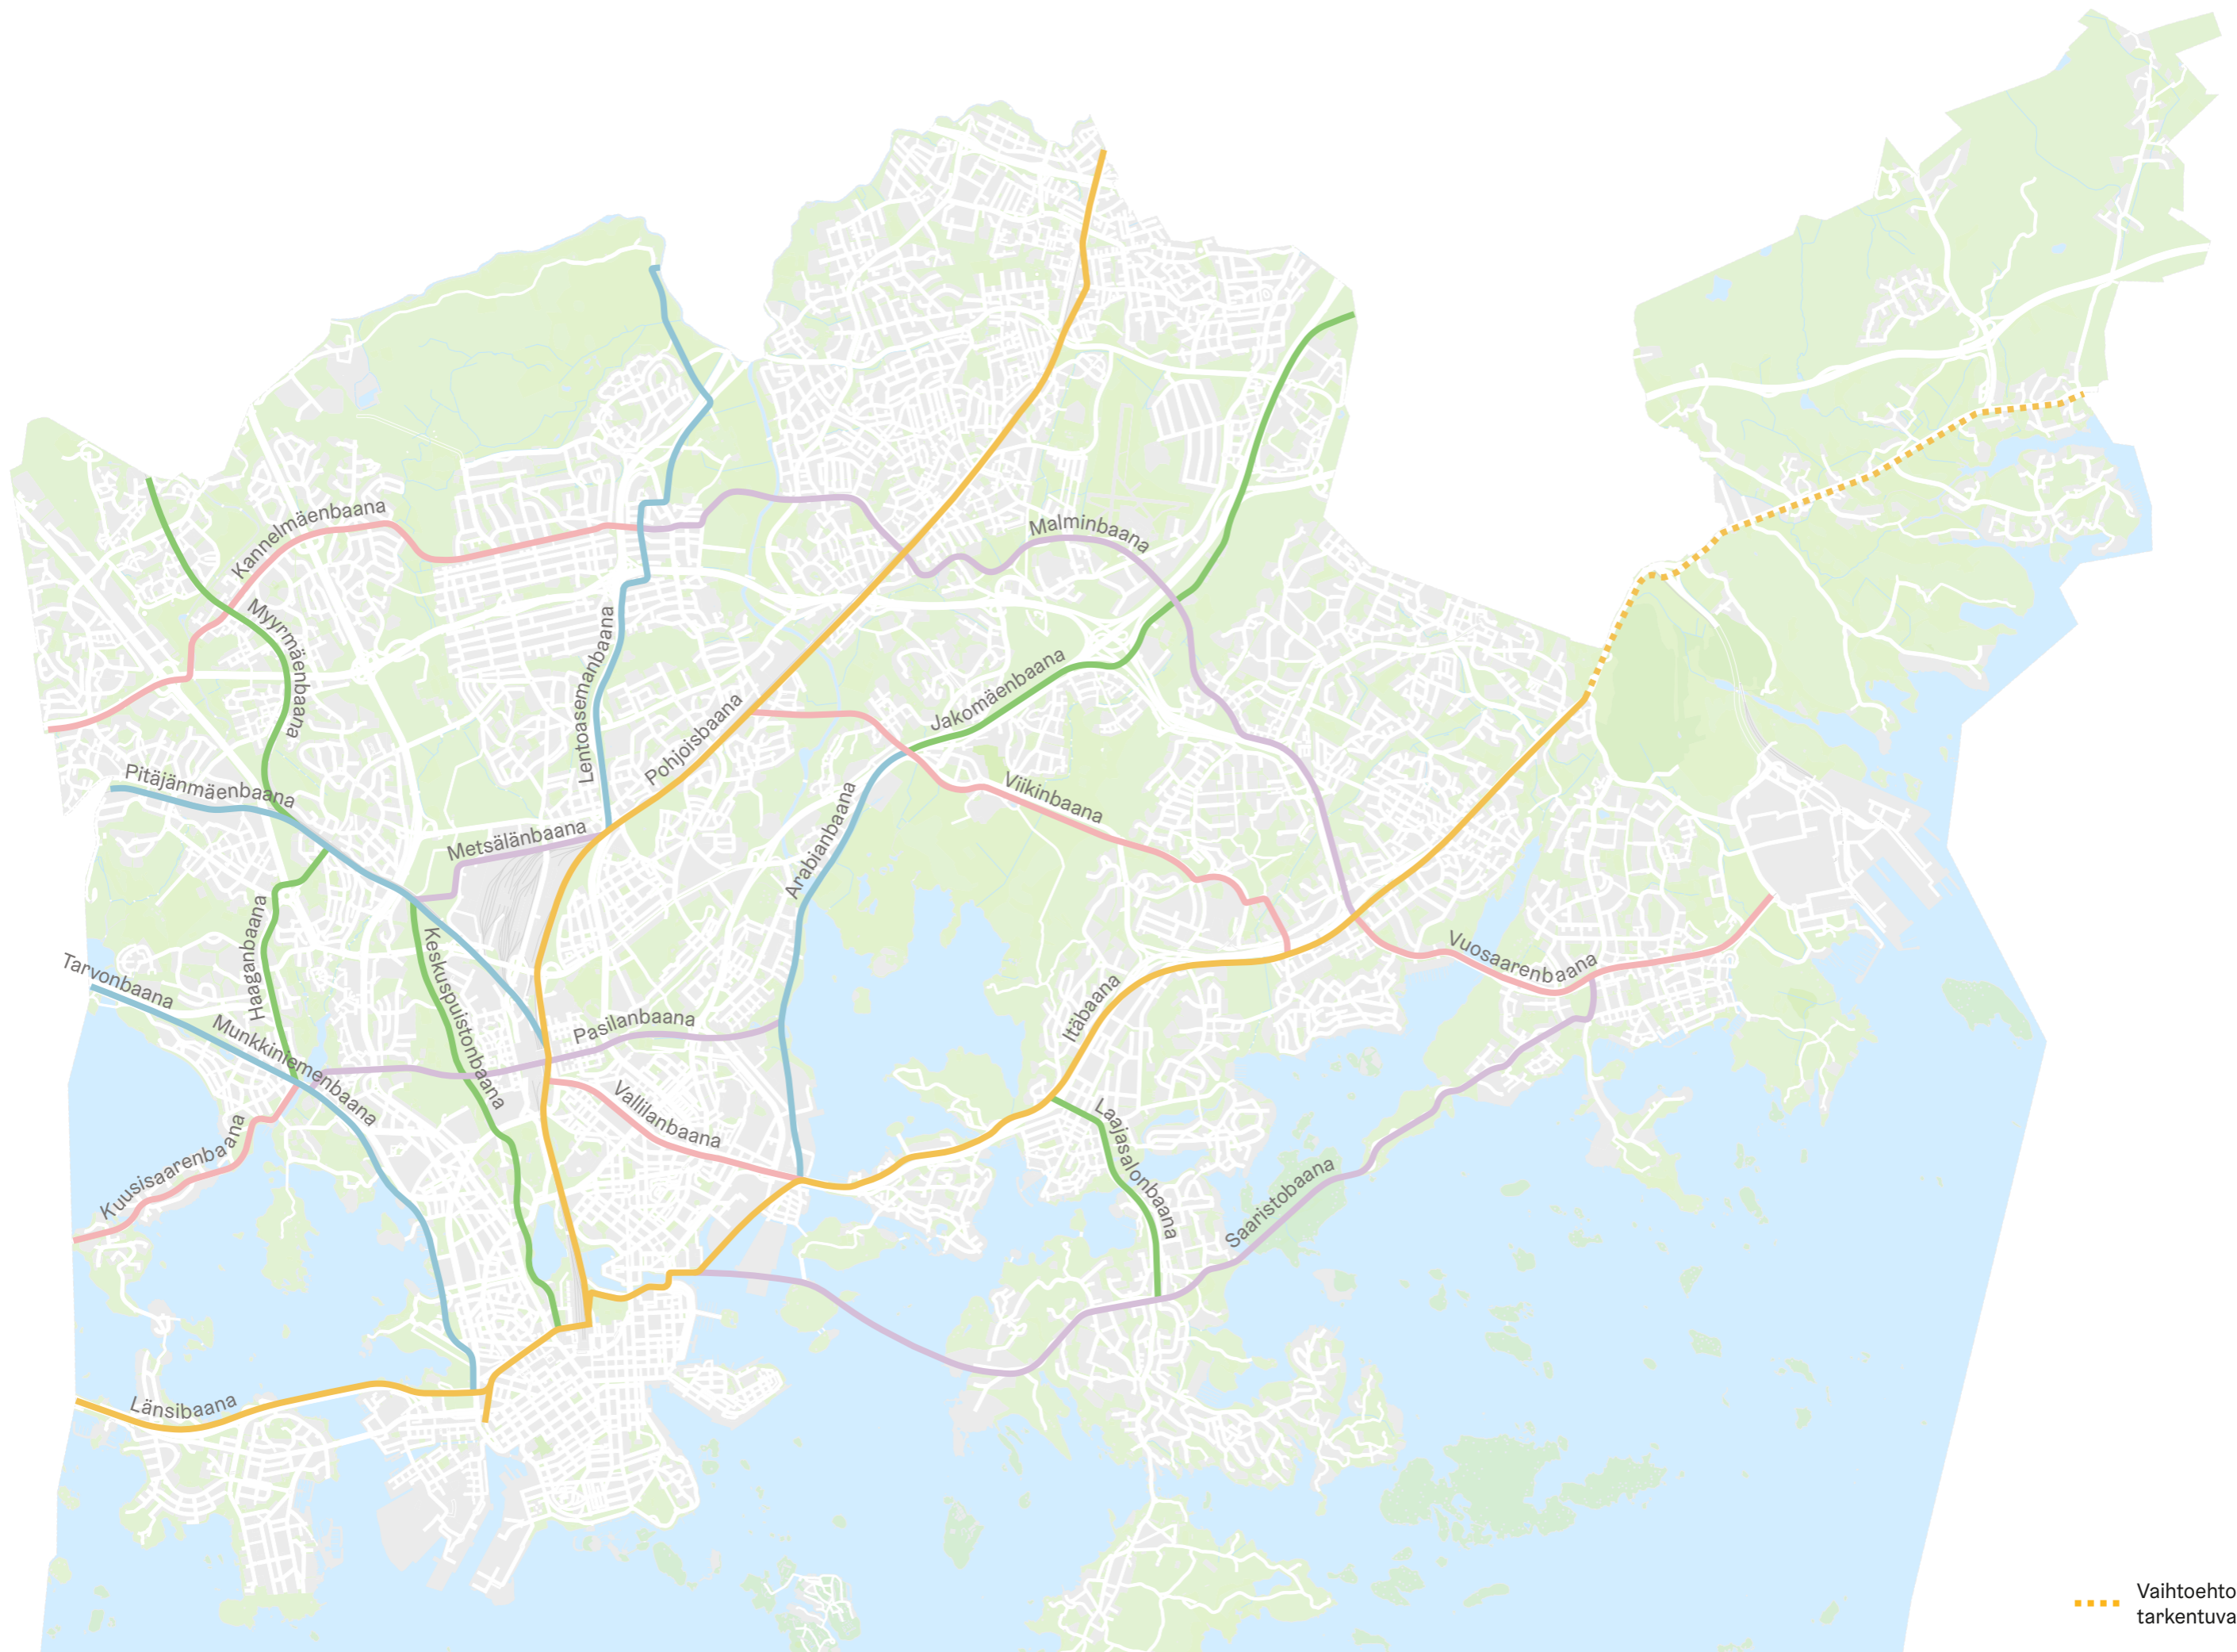 Kannelmäenbaana
Malminbaana
Myyrmäenbaana
Lentoasemanbaana
Jakomäenbaana
Pohjoisbaana
Pitäjänmäenbaana
Viikinbaana
Metsälänbaana
Arabianbaana
Haaganbaana
Keskuspuistonbaana
Vuosaarenbaana
Tarvonbaana
Itäbaana
Munkkiniemenbaana
Pasilanbaana
Vallilanbaana
Laajasalonbaana
Kuusisaarenbaana
Saaristobaana
Länsibaana
Vaihtoehto
tarkentuva